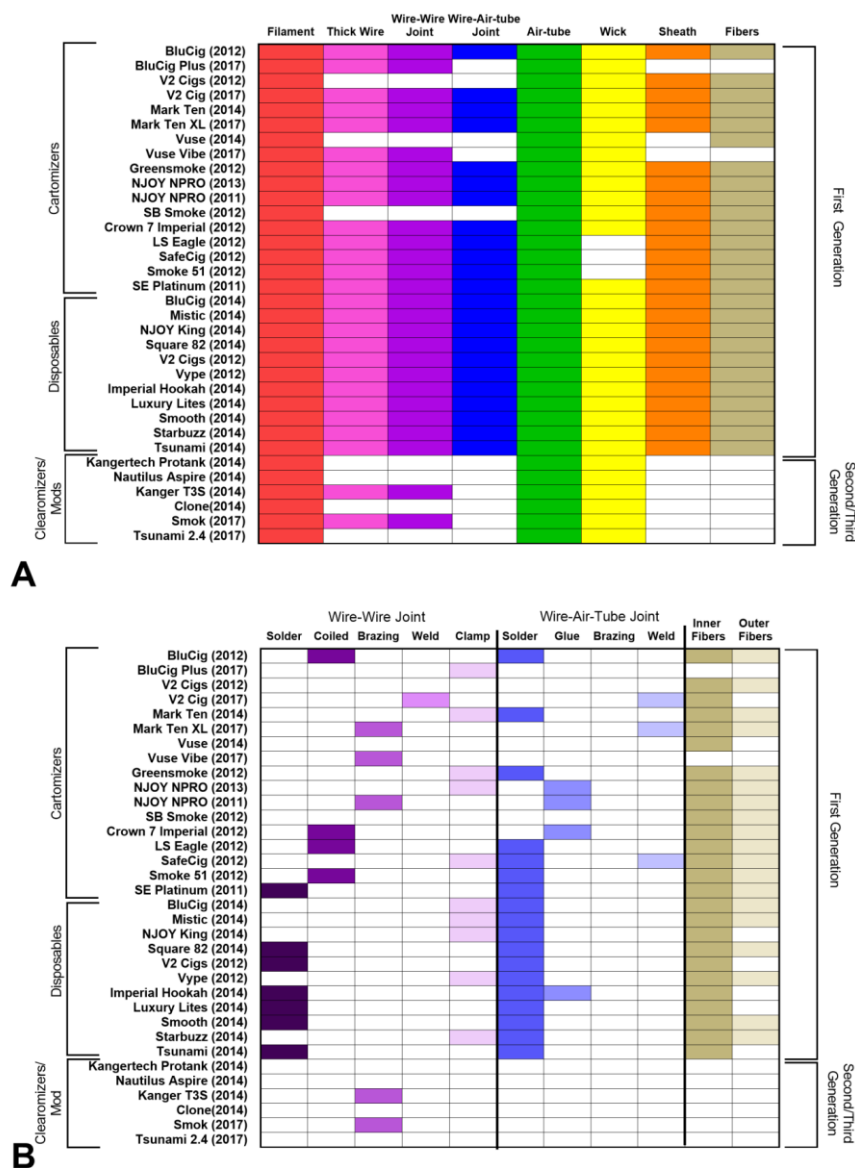 Wire-Wire Wire-Air-tube
Filament Thick Wire Joint Joint Air-tube Wick Sheath Fibers
BluCig (2012)
BluCig Plus (2017)
V2 Cigs (2012)
V2 Cig (2017)
Mark Ten (2014)
Mark Ten XL (2017)
Vuse (2014)
Vuse Vibe (2017)
Greensmoke (2012)
NJOY NPRO (2013)
NJOY NPRO (2011)
SB Smoke (2012)
Crown 7 Imperial (2012)
LS Eagle (2012)
SafeCig (2012)
Smoke 51 (2012)
SE Platinum (2011)
BluCig (2014)
Mistic (2014)
NJOY King (2014)
Square 82 (2014)
V2 Cigs (2012)
Vype (2012)
Imperial Hookah (2014)
Luxury Lites (2014)
Smooth (2014)
Starbuzz (2014)
Tsunami (2014)
Kangertech Protank (2014)
Nautilus Aspire (2014)
Kanger T3S (2014)
Clone(2014)
Smok (2017)
Tsunami 2.4 (2017)
Cartomizers
Disposables
Clearomizers/
Mods
First Generation
Second/Third
Generation
A
Wire-Wire Joint Wire-Air-Tube Joint
Solder Coiled Brazing Weld Clamp Solder Glue Brazing Weld Inner Fibers Outer Fibers
BluCig (2012)
BluCig Plus (2017)
V2 Cigs (2012)
V2 Cig (2017)
Mark Ten (2014)
Mark Ten XL (2017)
Vuse (2014)
Vuse Vibe (2017)
Greensmoke (2012)
NJOY NPRO (2013)
NJOY NPRO (2011)
SB Smoke (2012)
Crown 7 Imperial (2012)
LS Eagle (2012)
SafeCig (2012)
Smoke 51 (2012)
SE Platinum (2011)
BluCig (2014)
Mistic (2014)
NJOY King (2014)
Square 82 (2014)
V2 Cigs (2012)
Vype (2012)
Imperial Hookah (2014)
Luxury Lites (2014)
Smooth (2014)
Starbuzz (2014)
Tsunami (2014)
Kangertech Protank (2014)
Nautilus Aspire (2014)
Kanger T3S (2014)
Clone(2014)
Smok (2017)
Tsunami 2.4 (2017)
Cartomizers
Disposables
Clearomizers/
Mod
First Generation
Second/Third
Generation
B